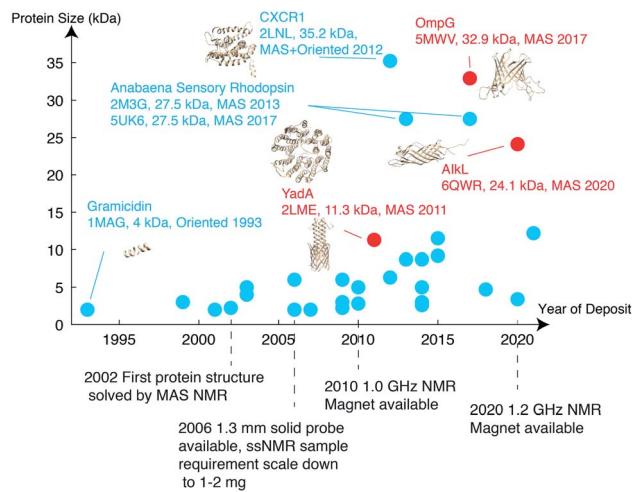 Protein Size (kDa)
CXCR1
2LNL, 35.2 kDa,
MAS+Oriented 2012
OmpG
5MWV, 32.9 kDa, MAS 2017
Anabaena Sensory Rhodopsin
2M3G, 27.5 kDa, MAS 2013
5UK6, 27.5 kDa, MAS 2017
AlkL
6QWR, 24.1 kDa, MAS 2020
YadA
2LME, 11.3 kDa, MAS 2011
Gramicidin
1MAG, 4 kDa, Oriented 1993
35
30
25
20
15
10
5
0
1995
2000
2005
2010
2015
2020
Year of Deposit
2002 First protein structure
solved by MAS NMR
2006 1.3 mm solid probe
available, ssNMR sample
requirement scale down
to 1-2 mg
2010 1.0 GHz NMR
Magnet available
2020 1.2 GHz NMR
Magnet available